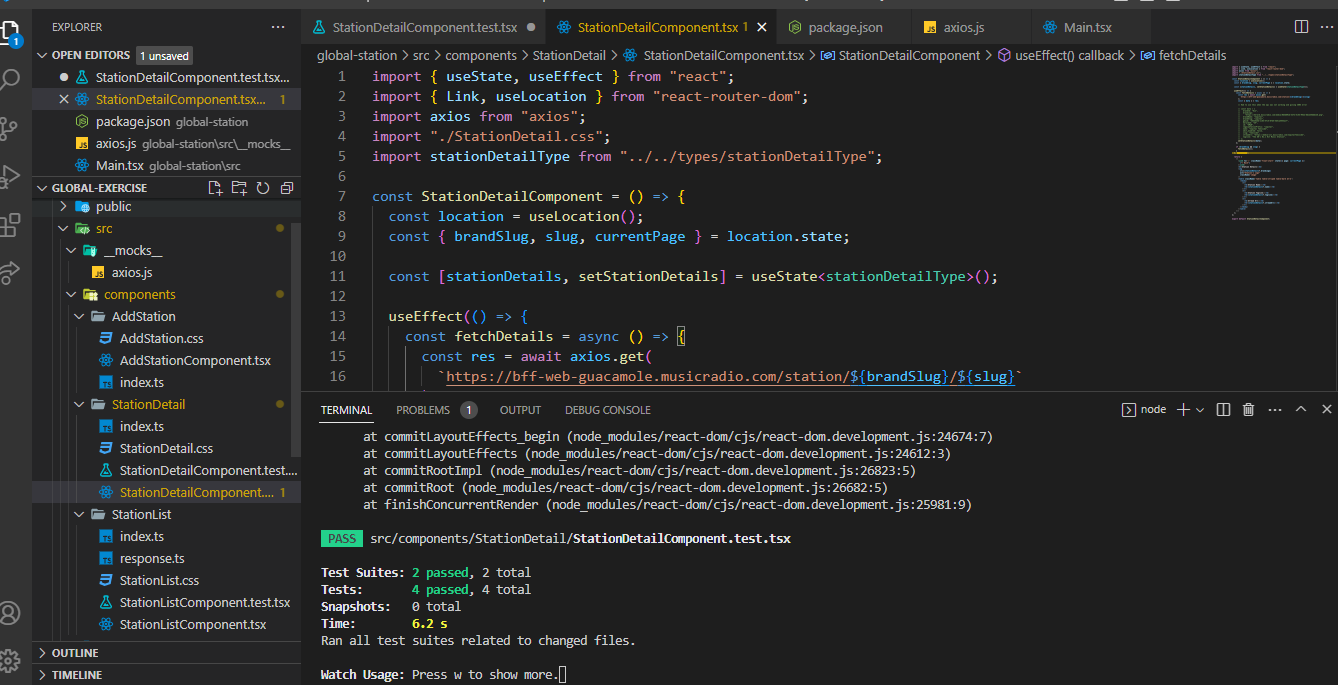 EXPLORER
OPEN EDITORS 1 unsaved
StationDetailComponent.test.tsx...
StationDetailComponent.tsx... 1
package.json global-station
axios.js global-station\src\__mocks__
Main.tsx global-station\src
GLOBAL-EXERCISE
public
src
__mocks__
axios.js
components
AddStation
AddStation.css
AddStationComponent.tsx
index.ts
StationDetail
index.ts
StationDetail.css
StationDetailComponent.test....
StationDetailComponent.... 1
StationList
index.ts
response.ts
StationList.css
StationListComponent.test.tsx
StationListComponent.tsx
OUTLINE
TIMELINE
1
StationDetailComponent.test.tsx
StationDetailComponent.tsx 1
package.json
axios.js
Main.tsx
global-station > src > components > StationDetail > StationDetailComponent.tsx > StationDetailComponent > useEffect() callback > fetchDetails
1 import { useState, useEffect } from "react";
2 import { Link, useLocation } from "react-router-dom";
3 import axios from "axios";
4 import "./StationDetail.css";
5 import stationDetailType from "../../types/stationDetailType";
6
7 const StationDetailComponent = () => {
8 const location = useLocation();
9 const { brandSlug, slug, currentPage } = location.state;
10
11 const [stationDetails, setStationDetails] = useState<stationDetailType>();
12
13 useEffect(() => {
14 const fetchDetails = async () => {
15 const res = await axios.get(
16 `https://bff-web-guacamole.musicradio.com/station/${brandSlug}/${slug}`
TERMINAL PROBLEMS 1 OUTPUT DEBUG CONSOLE node
at commitLayoutEffects_begin (node_modules/react-dom/cjs/react-dom.development.js:24674:7)
at commitLayoutEffects (node_modules/react-dom/cjs/react-dom.development.js:24612:3)
at commitRootImpl (node_modules/react-dom/cjs/react-dom.development.js:26823:5)
at commitRoot (node_modules/react-dom/cjs/react-dom.development.js:26682:5)
at finishConcurrentRender (node_modules/react-dom/cjs/react-dom.development.js:25981:9)
PASS src/components/StationDetail/StationDetailComponent.test.tsx
Test Suites: 2 passed, 2 total
Tests: 4 passed, 4 total
Snapshots: 0 total
Time: 6.2 s
Ran all test suites related to changed files.
Watch Usage: Press w to show more.